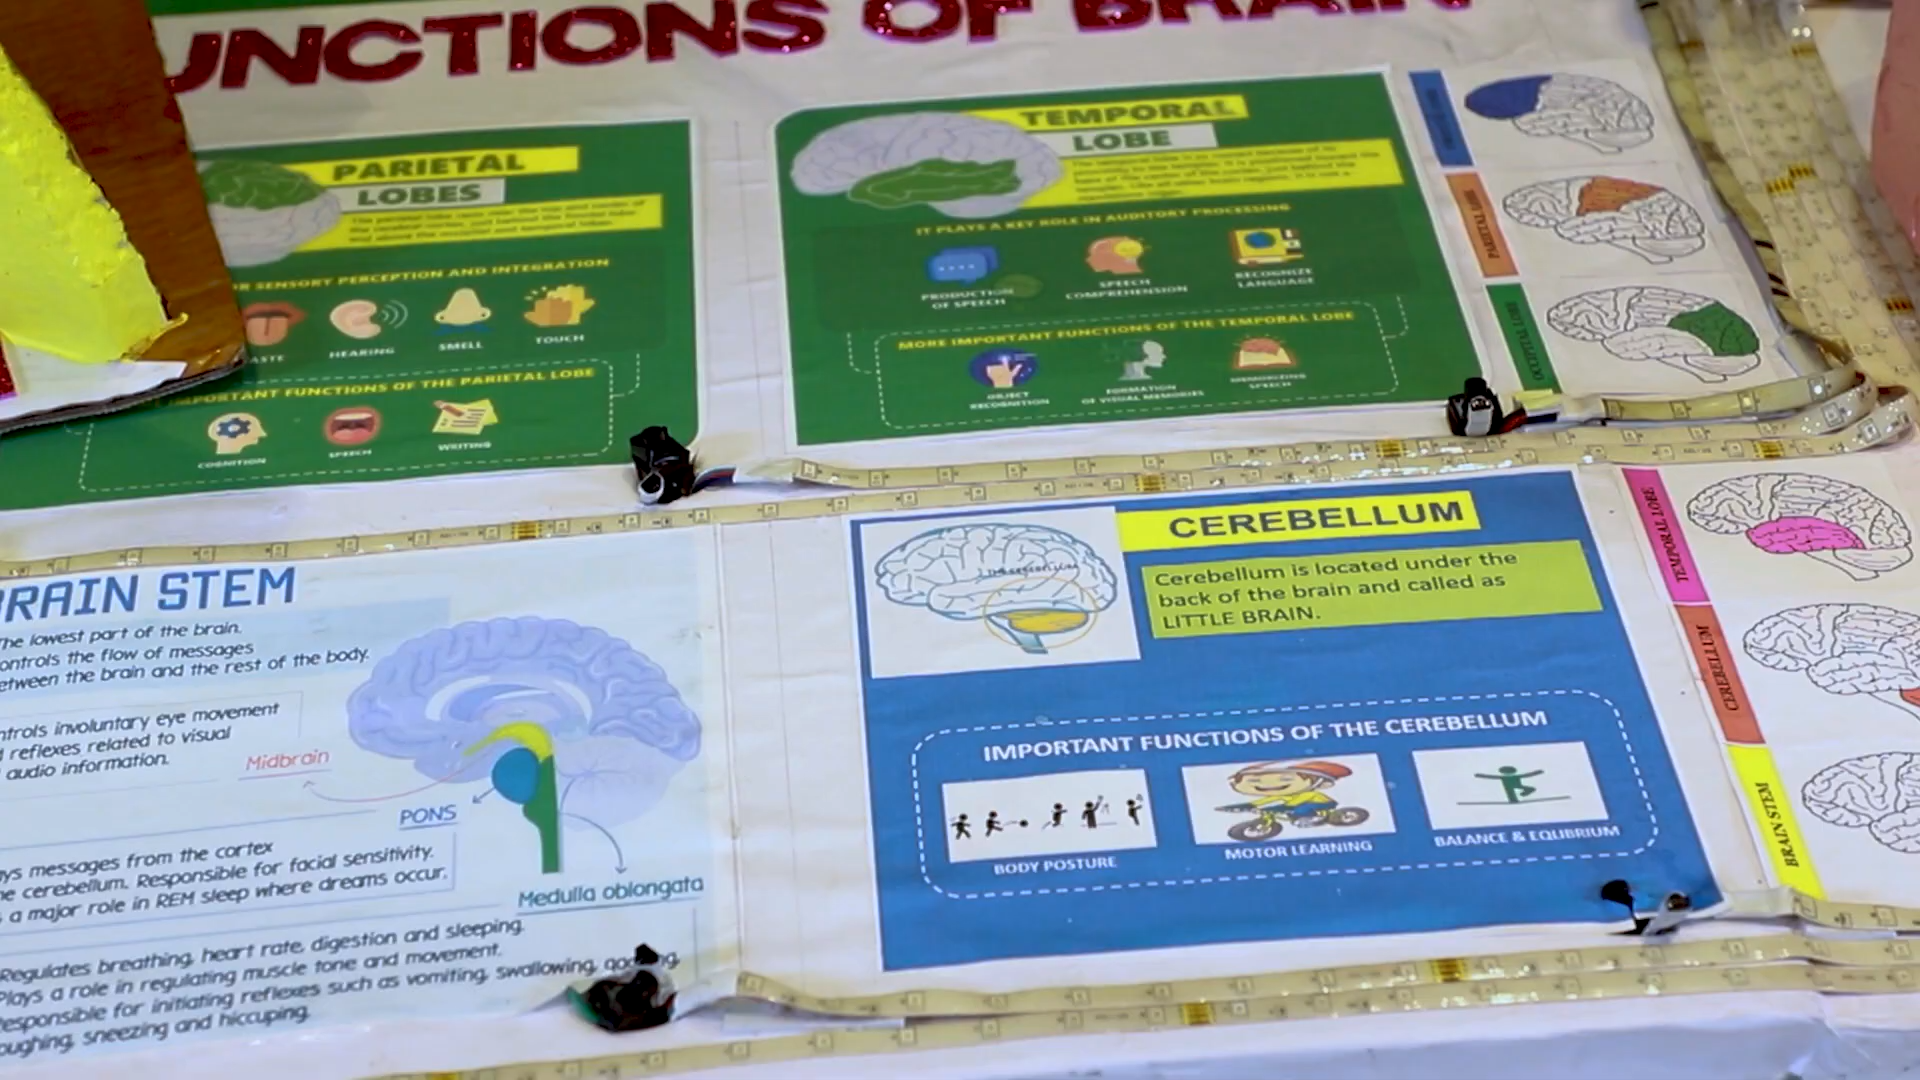 UNCTIONS OF BRAIN
PARIETAL
LOBES
OR SENSORY PERCEPTION AND INTEGRATION
ASTE
HEARING
SMELL
TOUCH
IMPORTANT FUNCTIONS OF THE PARIETAL LOBE
COGNITION
SPEECH
WRITING
TEMPORAL
LOBE
IT PLAYS A KEY ROLE IN AUDITORY PROCESSING
PRODUCTION
OF SPEECH
SPEECH
COMPREHENSION
RECOGNIZE
LANGUAGE
MORE IMPORTANT FUNCTIONS OF THE TEMPORAL LOBE
OBJECT
RECOGNITION
FORMATION
OF VISUAL MEMORIES
MEMORIZING
SPEECH
PARIETAL LOBE
OCCIPITAL LOBE
RAIN STEM
The lowest part of the brain.
ontrols the flow of messages
etween the brain and the rest of the body.
ntrols involuntary eye movement
reflexes related to visual
audio information.
Midbrain
PONS
ys messages from the cortex
he cerebellum. Responsible for facial sensitivity.
s a major role in REM sleep where dreams occur.
Medulla oblongata
Regulates breathing, heart rate, digestion and sleeping.
Plays a role in regulating muscle tone and movement.
Responsible for initiating reflexes such as vomiting, swallowing,
oughing, sneezing and hiccuping.
CEREBELLUM
Cerebellum is located under the
back of the brain and called as
LITTLE BRAIN.
IMPORTANT FUNCTIONS OF THE CEREBELLUM
BODY POSTURE
MOTOR LEARNING
BALANCE & EQUIBRIUM
TEMPORAL LOBE
CEREBELLUM
BRAIN STEM